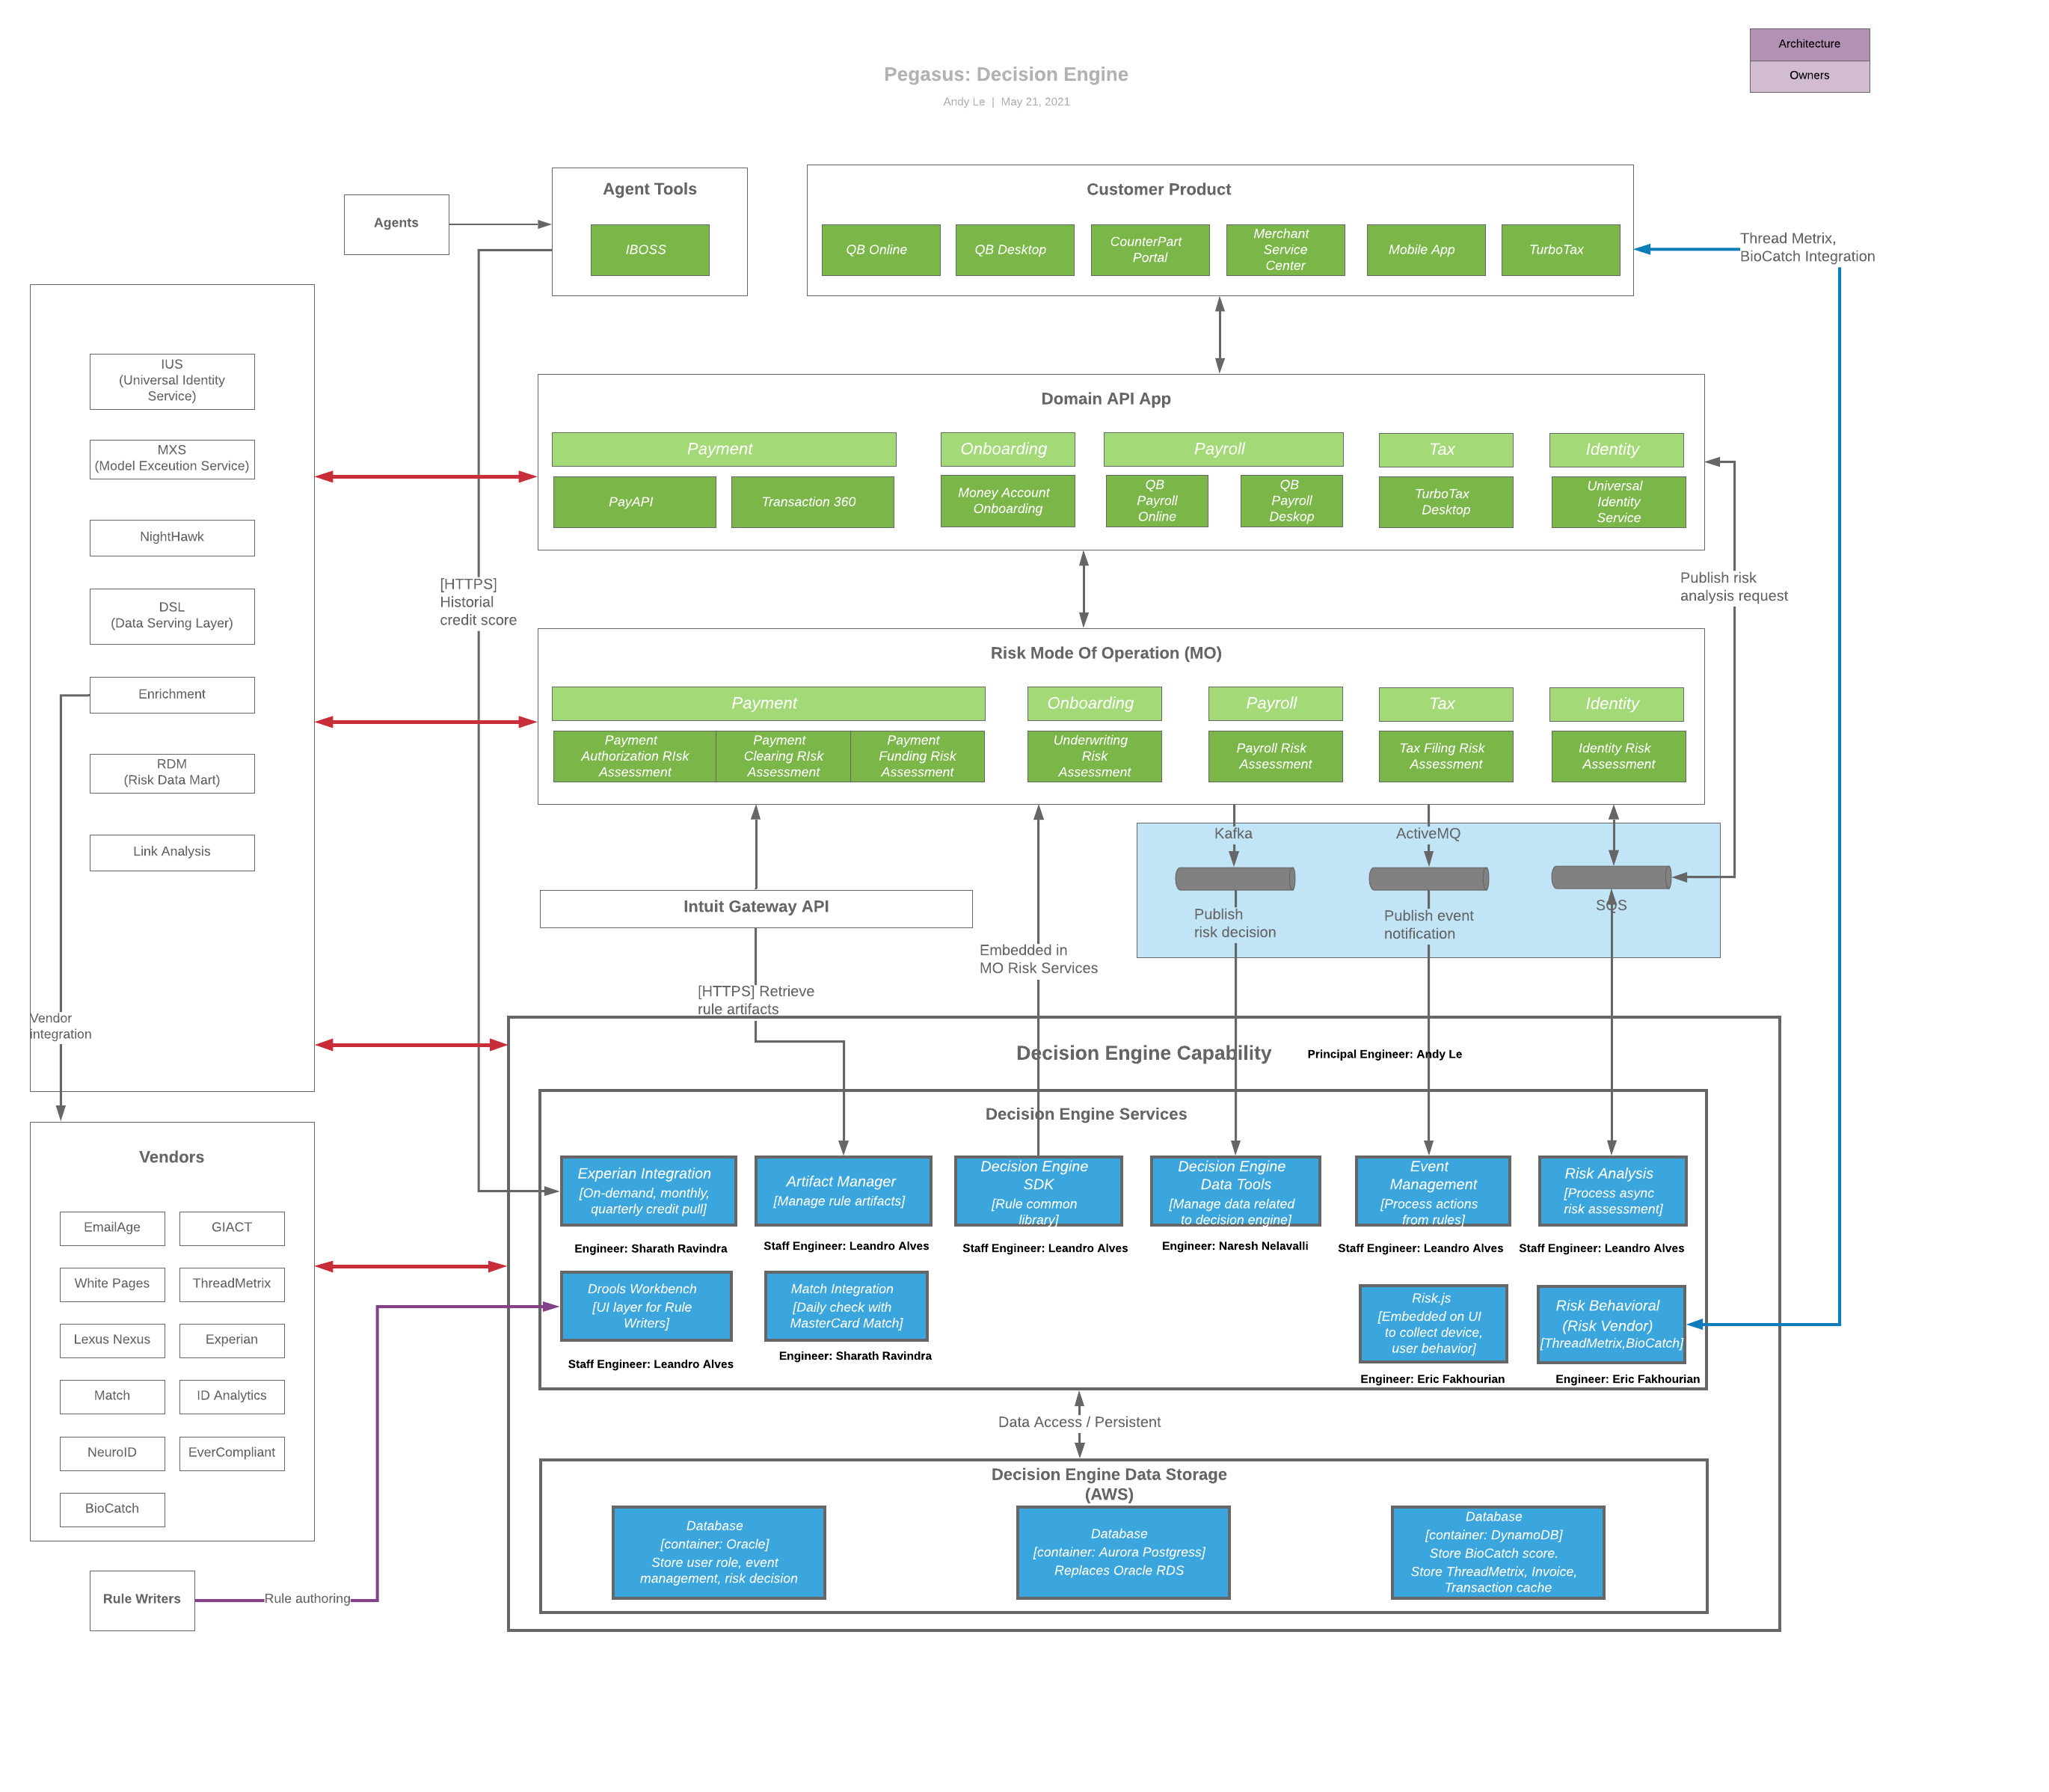 Architecture
Owners
Pegasus: Decision Engine
Andy Le | May 21, 2021
Agents
Agent Tools
IBOSS
Customer Product
QB Online
QB Desktop
CounterPart
Portal
Merchant
Service
Center
Mobile App
TurboTax
Thread Metrix,
BioCatch Integration
IUS
(Universal Identity
Service)
MXS
(Model Exceution Service)
NightHawk
DSL
(Data Serving Layer)
Enrichment
RDM
(Risk Data Mart)
Link Analysis
Vendor
integration
[HTTPS]
Historial
credit score
Domain API App
Payment
PayAPI
Transaction 360
Onboarding
Money Account
Onboarding
Payroll
QB
Payroll
Online
QB
Payroll
Deskop
Tax
TurboTax
Desktop
Identity
Universal
Identity
Service
Publish risk
analysis request
Risk Mode Of Operation (MO)
Payment
Payment
Authorization RIsk
Assessment
Payment
Clearing RIsk
Assessment
Payment
Funding Risk
Assessment
Onboarding
Underwriting
Risk
Assessment
Payroll
Payroll Risk
Assessment
Tax
Tax Filing Risk
Assessment
Identity
Identity Risk
Assessment
Kafka
ActiveMQ
SQS
Publish
risk decision
Publish event
notification
Intuit Gateway API
Embedded in
MO Risk Services
[HTTPS] Retrieve
rule artifacts
Decision Engine Capability
Principal Engineer: Andy Le
Decision Engine Services
Experian Integration
[On-demand, monthly,
quarterly credit pull]
Engineer: Sharath Ravindra
Artifact Manager
[Manage rule artifacts]
Staff Engineer: Leandro Alves
Decision Engine
SDK
[Rule common
library]
Staff Engineer: Leandro Alves
Decision Engine
Data Tools
[Manage data related
to decision engine]
Engineer: Naresh Nelavalli
Event
Management
[Process actions
from rules]
Staff Engineer: Leandro Alves
Risk Analysis
[Process async
risk assessment]
Staff Engineer: Leandro Alves
Drools Workbench
[UI layer for Rule
Writers]
Staff Engineer: Leandro Alves
Match Integration
[Daily check with
MasterCard Match]
Engineer: Sharath Ravindra
Risk.js
[Embedded on UI
to collect device,
user behavior]
Engineer: Eric Fakhourian
Risk Behavioral
(Risk Vendor)
[ThreadMetrix,BioCatch]
Engineer: Eric Fakhourian
Data Access / Persistent
Decision Engine Data Storage
(AWS)
Database
[container: Oracle]
Store user role, event
management, risk decision
Database
[container: Aurora Postgress]
Replaces Oracle RDS
Database
[container: DynamoDB]
Store BioCatch score.
Store ThreadMetrix, Invoice,
Transaction cache
Vendors
EmailAge
GIACT
White Pages
ThreadMetrix
Lexus Nexus
Experian
Match
ID Analytics
NeuroID
EverCompliant
BioCatch
Rule Writers
Rule authoring